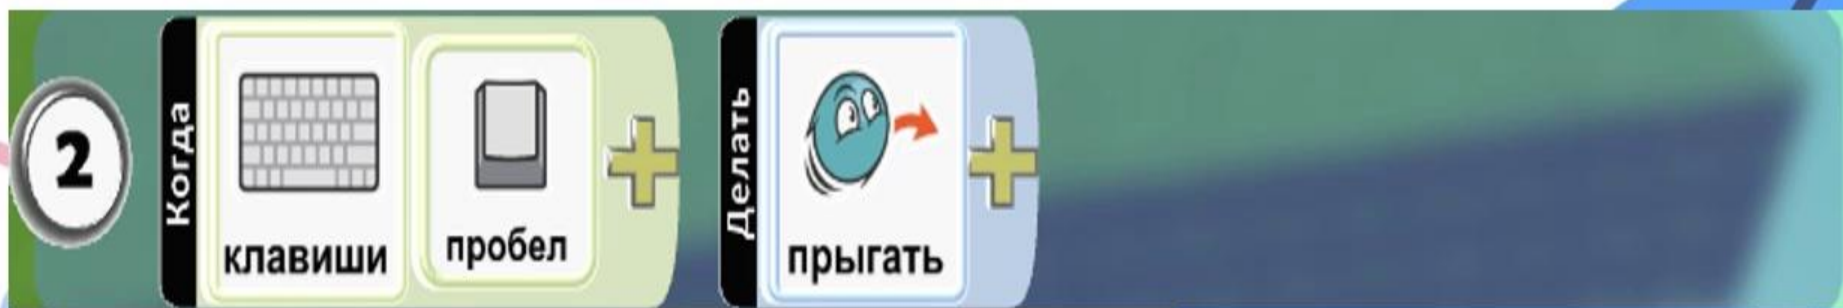 2
Когда
клавиши
пробел
Делать
прыгать